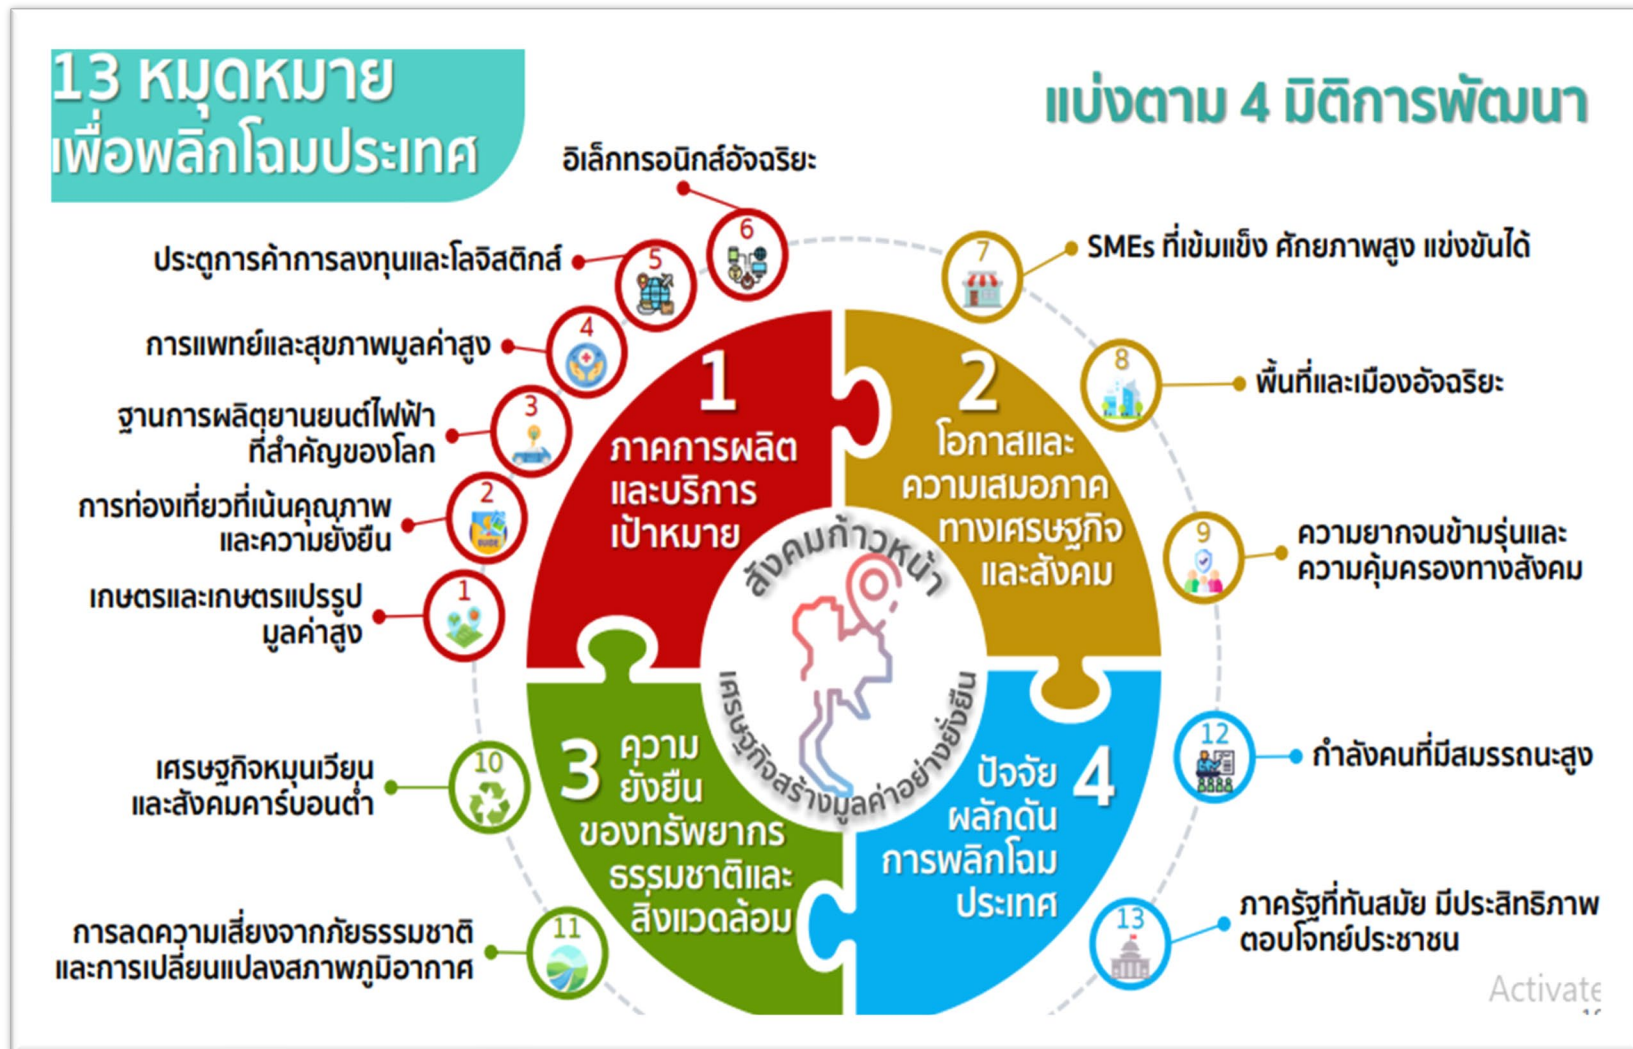 13 หมุดหมาย
เพื่อพลิกโฉมประเทศ
แบ่งตาม 4 มิติการพัฒนา
1
ภาคการผลิต
และบริการ
เป้าหมาย
1
เกษตรและเกษตรแปรรูป
มูลค่าสูง
2
การท่องเที่ยวที่เน้นคุณภาพ
และความยั่งยืน
GUIDE
3
ฐานการผลิตยานยนต์ไฟฟ้า
ที่สำคัญของโลก
4
การแพทย์และสุขภาพมูลค่าสูง
5
ประตูการค้าการลงทุนและโลจิสติกส์
6
อิเล็กทรอนิกส์อัจฉริยะ
2
โอกาสและ
ความเสมอภาค
ทางเศรษฐกิจ
และสังคม
7
SMEs ที่เข้มแข็ง ศักยภาพสูง แข่งขันได้
8
พื้นที่และเมืองอัจฉริยะ
9
ความยากจนข้ามรุ่นและ
ความคุ้มครองทางสังคม
สังคมก้าวหน้า
เศรษฐกิจสร้างมูลค่าอย่างยั่งยืน
3
ความ
ยั่งยืน
ของทรัพยากร
ธรรมชาติและ
สิ่งแวดล้อม
10
เศรษฐกิจหมุนเวียน
และสังคมคาร์บอนต่ำ
11
การลดความเสี่ยงจากภัยธรรมชาติ
และการเปลี่ยนแปลงสภาพภูมิอากาศ
4
ปัจจัย
ผลักดัน
การพลิกโฉม
ประเทศ
12
กำลังคนที่มีสมรรถนะสูง
13
ภาครัฐที่ทันสมัย มีประสิทธิภาพ
ตอบโจทย์ประชาชน
Activate